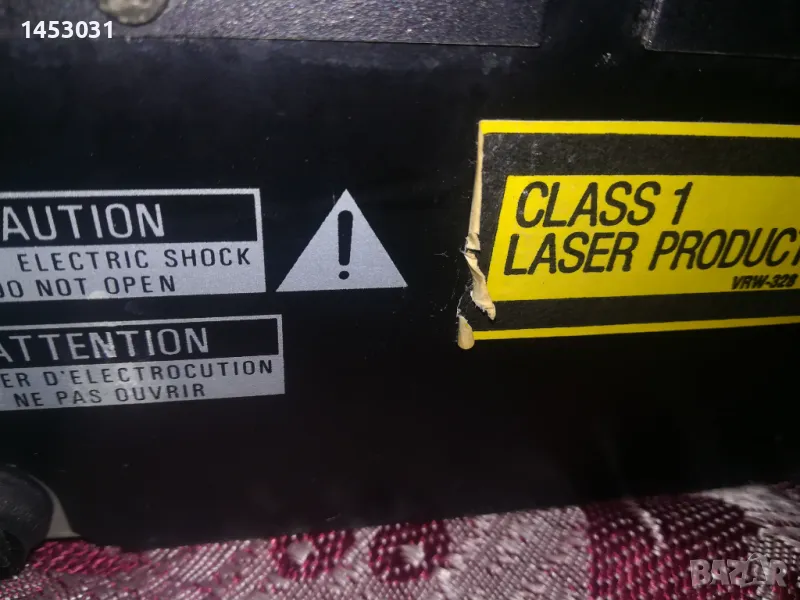 1453031
AUTION
ELECTRIC SHOCK
DO NOT OPEN
ATTENTION
ER D'ELECTROCUTION
NE PAS OUVRIR
CLASS 1
LASER PRODUCT
VRW-328
BAZAR